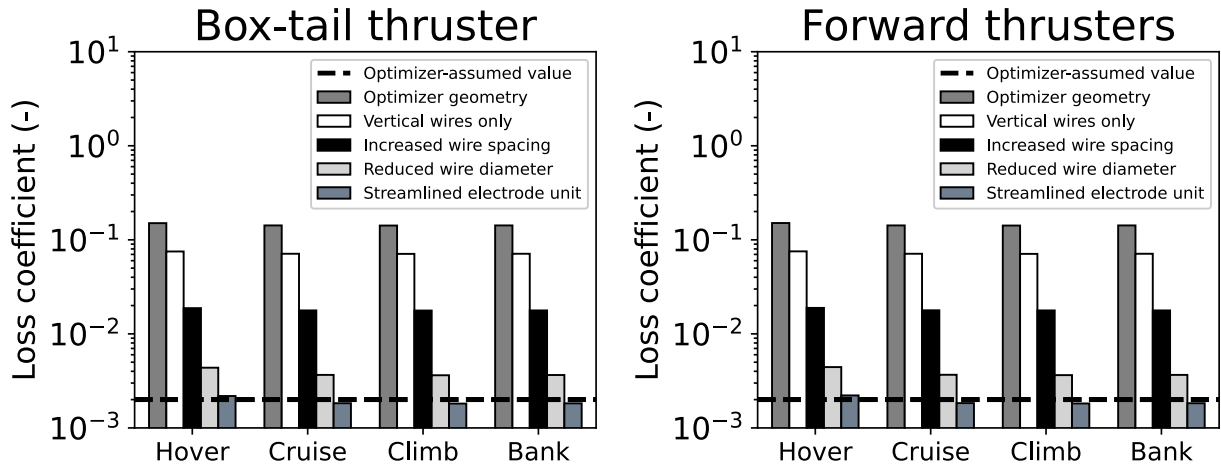 Box-tail thruster
Loss coefficient (-)
10¹
10⁰
10⁻¹
10⁻²
10⁻³
Optimizer-assumed value
Optimizer geometry
Vertical wires only
Increased wire spacing
Reduced wire diameter
Streamlined electrode unit
Hover Cruise Climb Bank
Forward thrusters
Loss coefficient (-)
10¹
10⁰
10⁻¹
10⁻²
10⁻³
Optimizer-assumed value
Optimizer geometry
Vertical wires only
Increased wire spacing
Reduced wire diameter
Streamlined electrode unit
Hover Cruise Climb Bank